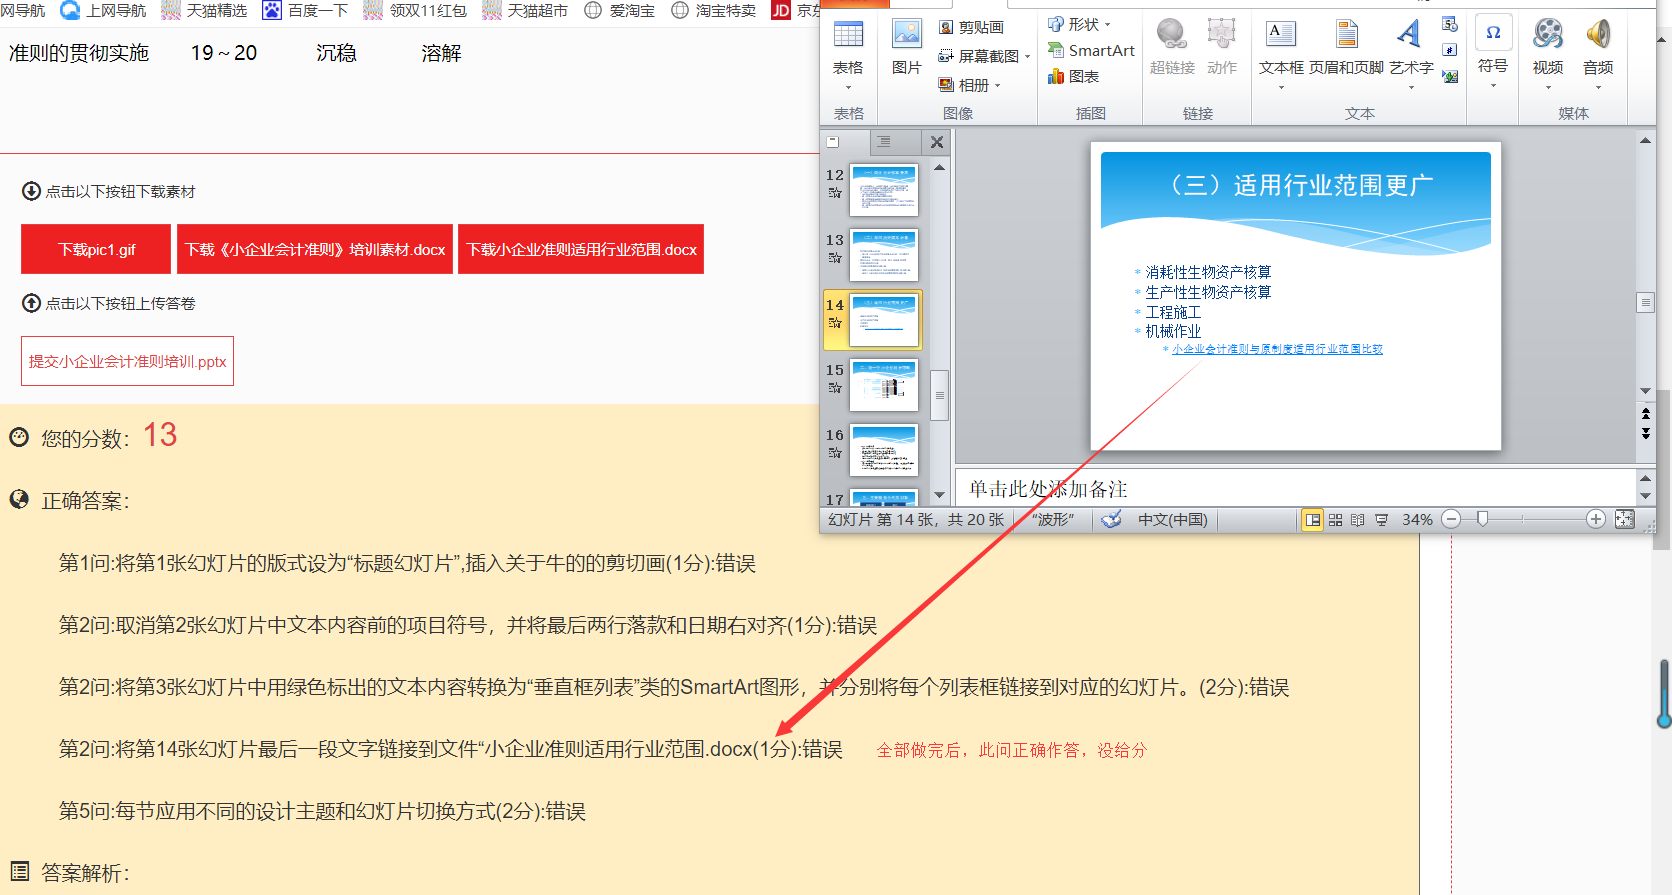 网导航 上网导航 天猫精选 百度一下 领双11红包 天猫超市 爱淘宝 淘宝特卖 JD 京东
准则的贯彻实施 19～20 沉稳 溶解
点击以下按钮下载素材
下载pic1.gif 下载《小企业会计准则》培训素材.docx 下载小企业准则适用行业范围.docx
点击以下按钮上传答卷
提交小企业会计准则培训.pptx
您的分数： 13
正确答案：
第1问:将第1张幻灯片的版式设为“标题幻灯片”,插入关于牛的的剪切画(1分):错误
第2问:取消第2张幻灯片中文本内容前的项目符号，并将最后两行落款和日期右对齐(1分):错误
第2问:将第3张幻灯片中用绿色标出的文本内容转换为“垂直框列表”类的SmartArt图形，并分别将每个列表框链接到对应的幻灯片。(2分):错误
第2问:将第14张幻灯片最后一段文字链接到文件“小企业准则适用行业范围.docx(1分):错误 全部做完后，此问正确作答，没给分
第5问:每节应用不同的设计主题和幻灯片切换方式(2分):错误
答案解析：
表格 图片 剪贴画 屏幕截图 相册 形状 SmartArt 图表 超链接 动作 文本框 页眉和页脚 艺术字 Ω 符号 视频 音频
表格 图像 插图 链接 文本 媒体
12
13
14
15
16
17
（三）适用行业范围更广
* 消耗性生物资产核算
* 生产性生物资产核算
* 工程施工
* 机械作业
* 小企业会计准则与原制度适用行业范围比较
单击此处添加备注
幻灯片 第 14 张，共 20 张 “波形” 中文(中国) 34%